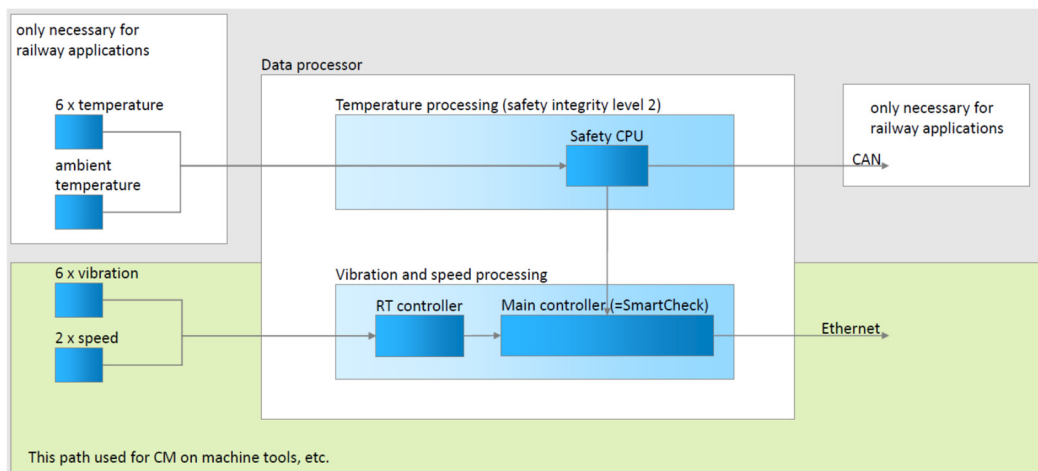 only necessary for
railway applications
6 x temperature
ambient
temperature
Data processor
Temperature processing (safety integrity level 2)
Safety CPU
only necessary for
railway applications
CAN
6 x vibration
2 x speed
Vibration and speed processing
RT controller
Main controller (=SmartCheck)
Ethernet
This path used for CM on machine tools, etc.